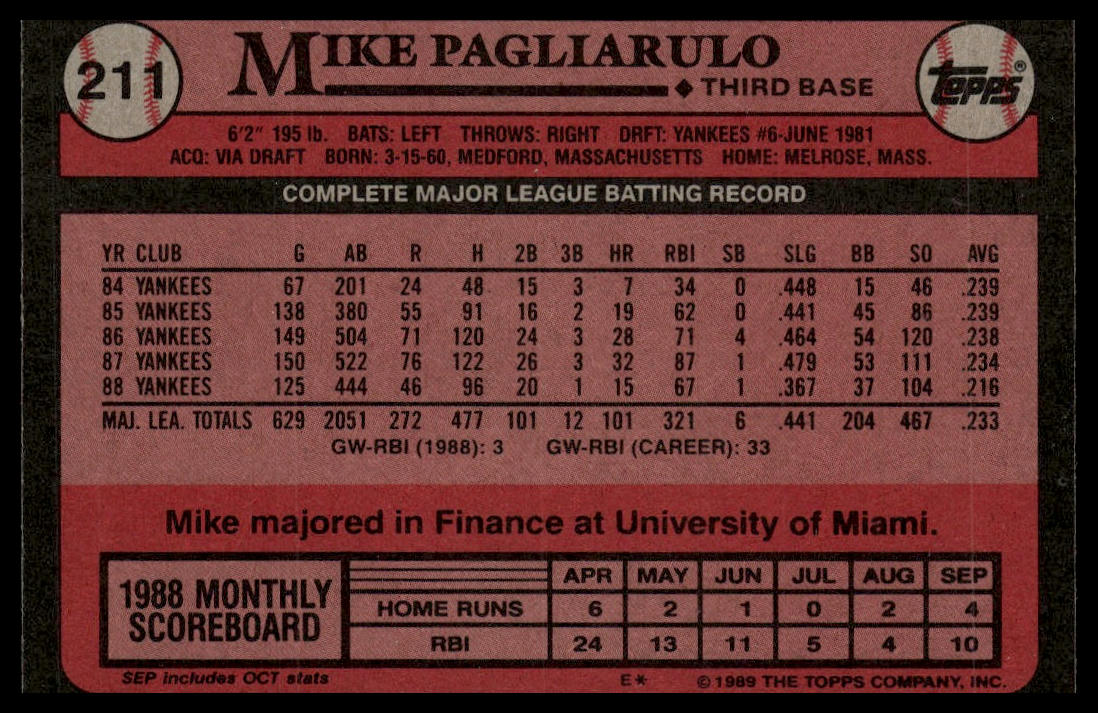 211
MIKE PAGLIARULO
◆ THIRD BASE
TOPPS®
6'2" 195 lb. BATS: LEFT THROWS: RIGHT DRFT: YANKEES #6-JUNE 1981
ACQ: VIA DRAFT BORN: 3-15-60, MEDFORD, MASSACHUSETTS HOME: MELROSE, MASS.
COMPLETE MAJOR LEAGUE BATTING RECORD
YR CLUB G AB R H 2B 3B HR RBI SB SLG BB SO AVG
84 YANKEES 67 201 24 48 15 3 7 34 0 .448 15 46 .239
85 YANKEES 138 380 55 91 16 2 19 62 0 .441 45 86 .239
86 YANKEES 149 504 71 120 24 3 28 71 4 .464 54 120 .238
87 YANKEES 150 522 76 122 26 3 32 87 1 .479 53 111 .234
88 YANKEES 125 444 46 96 20 1 15 67 1 .367 37 104 .216
MAJ. LEA. TOTALS 629 2051 272 477 101 12 101 321 6 .441 204 467 .233
GW-RBI (1988): 3 GW-RBI (CAREER): 33
Mike majored in Finance at University of Miami.
1988 MONTHLY
SCOREBOARD
APR MAY JUN JUL AUG SEP
HOME RUNS 6 2 1 0 2 4
RBI 24 13 11 5 4 10
SEP includes OCT stats
E* © 1989 THE TOPPS COMPANY, INC.